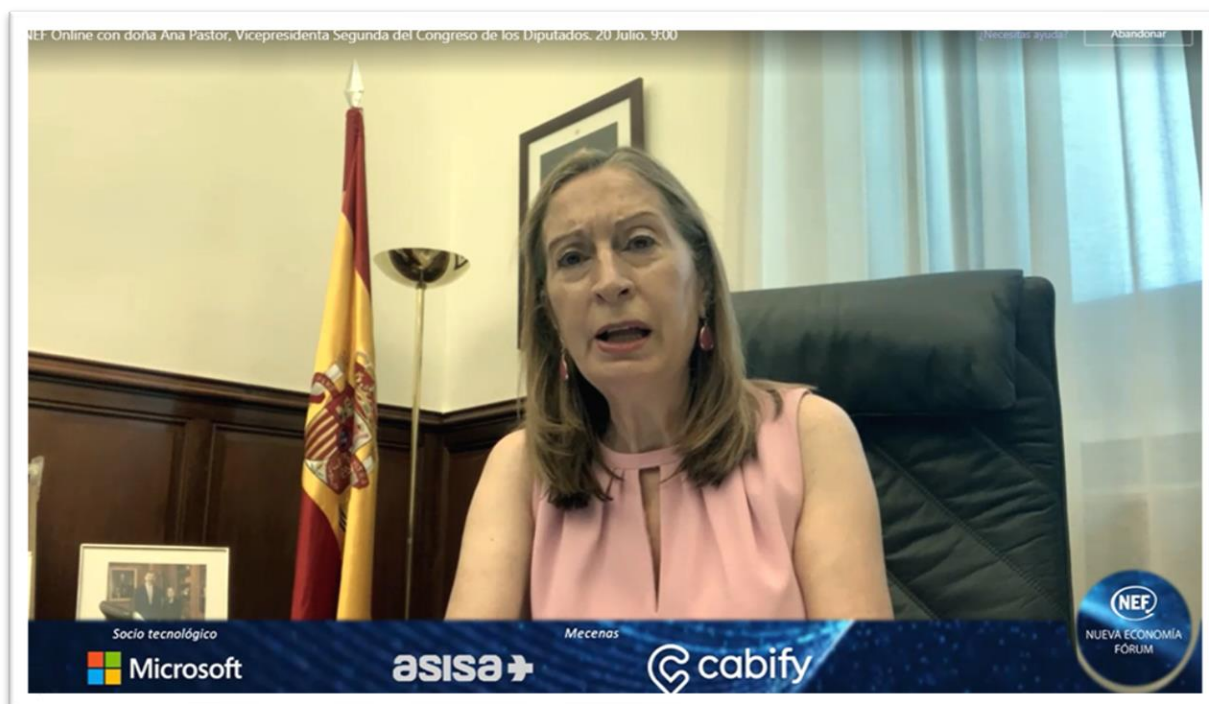 NEF Online con doña Ana Pastor, Vicepresidenta Segunda del Congreso de los Diputados. 20 Julio. 9:00
¿Necesitas ayuda?
Abandonar
Socio tecnológico
Mecenas
Microsoft
asisa
cabify
NEF
NUEVA ECONOMÍA
FÓRUM